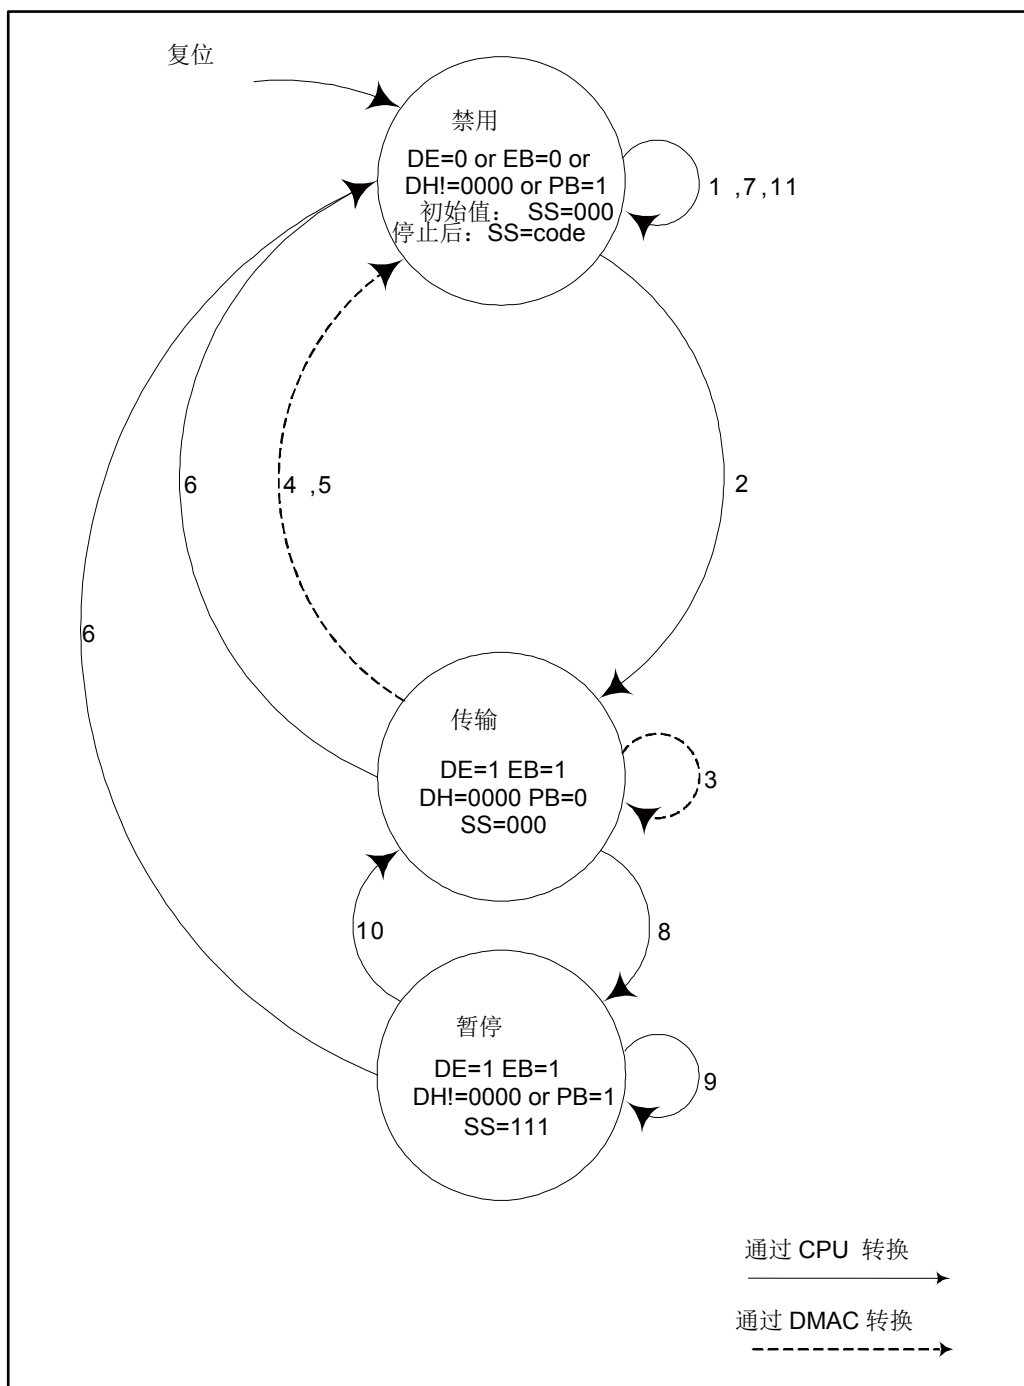 复位
禁用
DE=0 or EB=0 or
DH!=0000 or PB=1
初始值： SS=000
停止后：SS=code
1 ,7,11
2
6
4 ,5
6
传输
DE=1 EB=1
DH=0000 PB=0
SS=000
3
10
8
暂停
DE=1 EB=1
DH!=0000 or PB=1
SS=111
9
通过 CPU 转换
通过 DMAC 转换